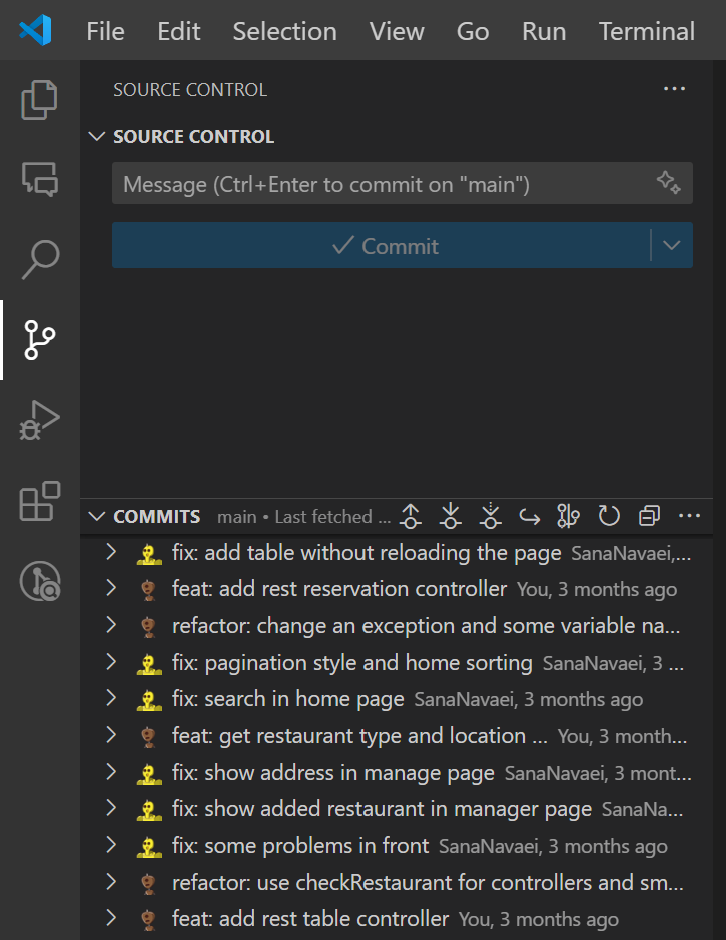 File Edit Selection View Go Run Terminal
SOURCE CONTROL
SOURCE CONTROL
Message (Ctrl+Enter to commit on "main")
Commit
COMMITS main • Last fetched ...
fix: add table without reloading the page SanaNavaei,...
feat: add rest reservation controller You, 3 months ago
refactor: change an exception and some variable na...
fix: pagination style and home sorting SanaNavaei, 3 ...
fix: search in home page SanaNavaei, 3 months ago
feat: get restaurant type and location ... You, 3 month...
fix: show address in manage page SanaNavaei, 3 mont...
fix: show added restaurant in manager page SanaNa...
fix: some problems in front SanaNavaei, 3 months ago
refactor: use checkRestaurant for controllers and sm...
feat: add rest table controller You, 3 months ago